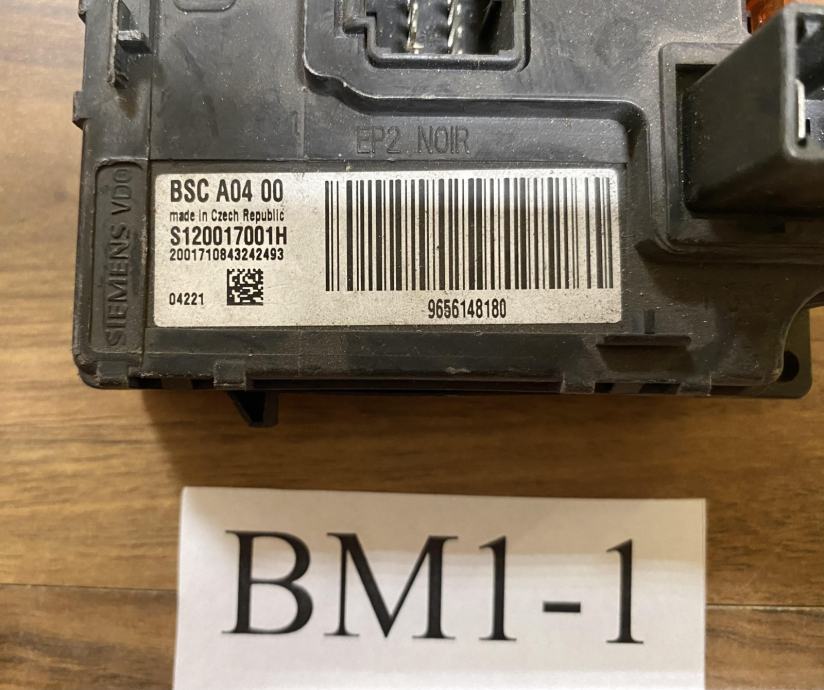 EP2 NOIR
SIEMENS VDO
BSC A04 00
made in Czech Republic
S120017001H
2001710843242493
04221
9656148180
BM1-1